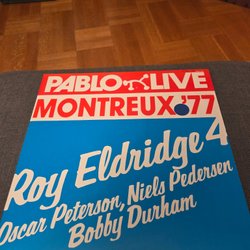 PABLO LIVE
MONTREUX '77
Roy Eldridge 4
Oscar Peterson, Niels Pedersen
Bobby Durham